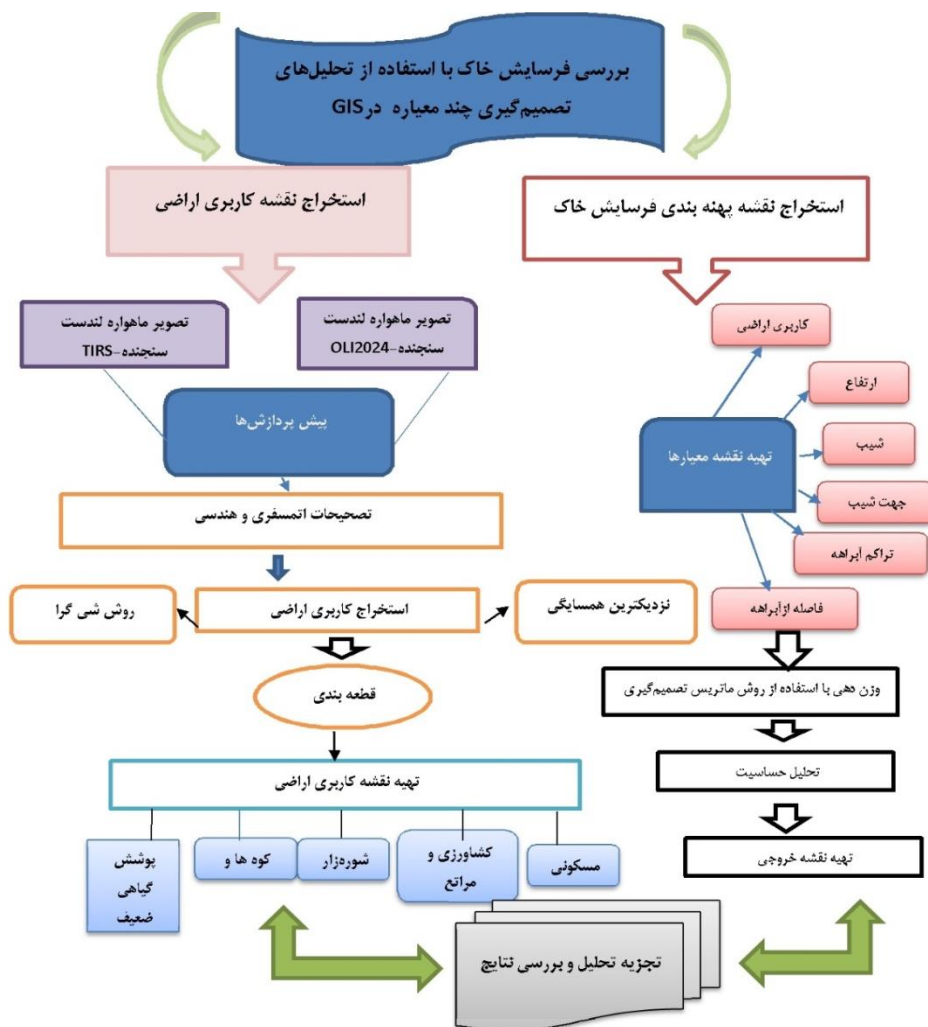 بررسی فرسایش خاک با استفاده از تحلیل‌های
تصمیم‌گیری چند معیاره در GIS
استخراج نقشه پهنه بندی فرسایش خاک
کاربری اراضی
ارتفاع
شیب
جهت شیب
تراکم آبراهه
فاصله ازآبراهه
تهیه نقشه معیارها
وزن دهی با استفاده از روش ماتریس تصمیم‌گیری
تحلیل حساسیت
تهیه نقشه خروجی
استخراج نقشه کاربری اراضی
تصویر ماهواره لندست
سنجنده-OLI2024
تصویر ماهواره لندست
سنجنده-TIRS
پیش پردازش‌ها
تصحیحات اتمسفری و هندسی
نزدیکترین همسایگی
استخراج کاربری اراضی
روش شی گرا
قطعه بندی
تهیه نقشه کاربری اراضی
مسکونی
کشاورزی و
مراتع
شوره‌زار
کوه ها و
پوشش
گیاهی
ضعیف
تجزیه تحلیل و بررسی نتایج